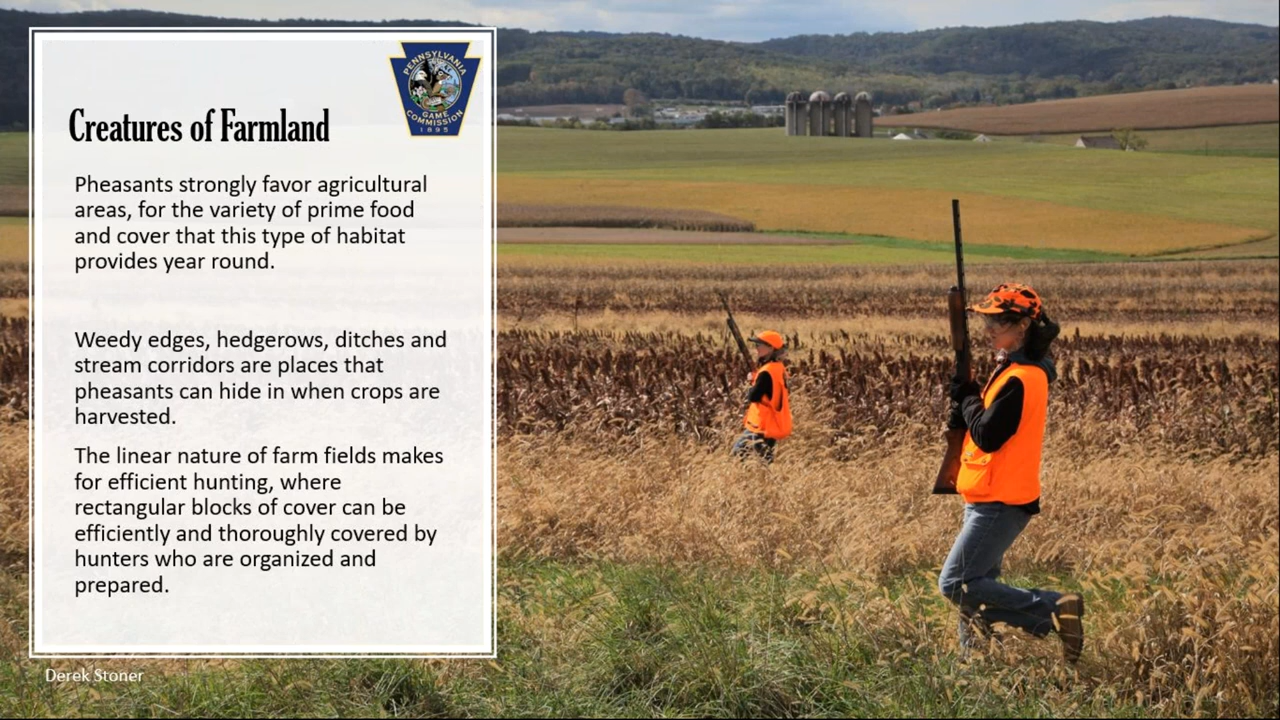 PENNSYLVANIA
GAME
COMMISSION
1895
Creatures of Farmland
Pheasants strongly favor agricultural
areas, for the variety of prime food
and cover that this type of habitat
provides year round.
Weedy edges, hedgerows, ditches and
stream corridors are places that
pheasants can hide in when crops are
harvested.
The linear nature of farm fields makes
for efficient hunting, where
rectangular blocks of cover can be
efficiently and thoroughly covered by
hunters who are organized and
prepared.
Derek Stoner